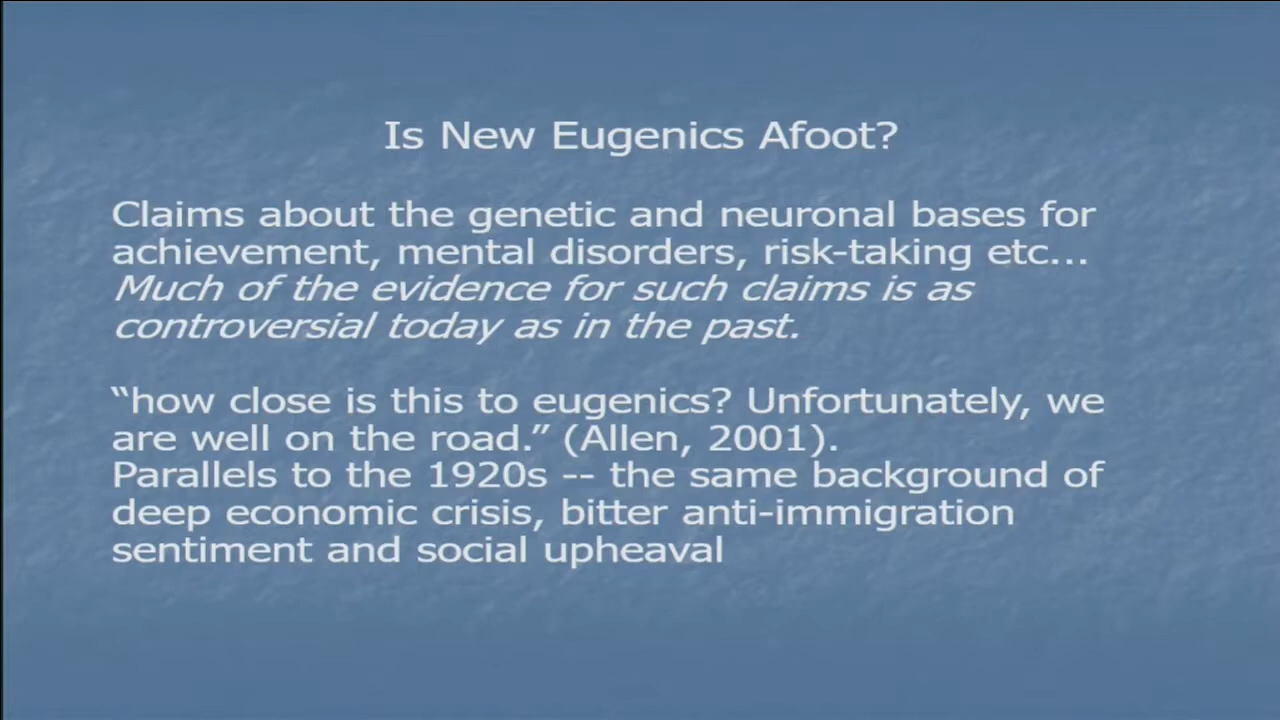 Is New Eugenics Afoot?
Claims about the genetic and neuronal bases for
achievement, mental disorders, risk-taking etc...
Much of the evidence for such claims is as
controversial today as in the past.
“how close is this to eugenics? Unfortunately, we
are well on the road.” (Allen, 2001).
Parallels to the 1920s -- the same background of
deep economic crisis, bitter anti-immigration
sentiment and social upheaval